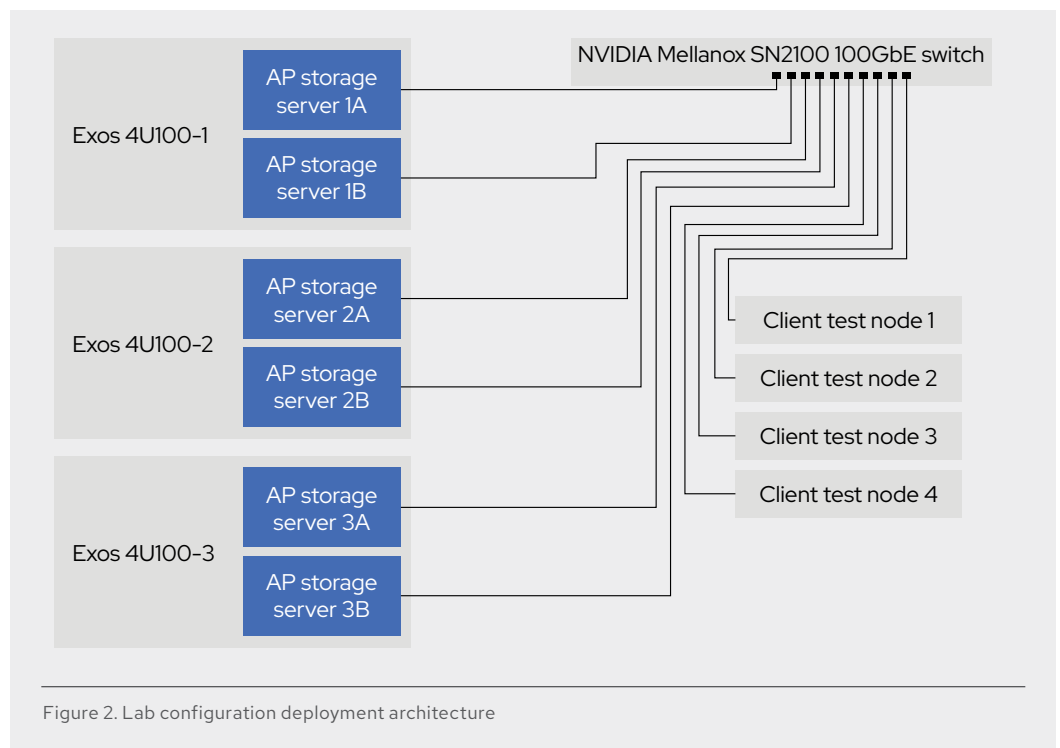 Exos 4U100-1
AP storage
server 1A
AP storage
server 1B
NVIDIA Mellanox SN2100 100GbE switch
Exos 4U100-2
AP storage
server 2A
AP storage
server 2B
Exos 4U100-3
AP storage
server 3A
AP storage
server 3B
Client test node 1
Client test node 2
Client test node 3
Client test node 4
Figure 2. Lab configuration deployment architecture